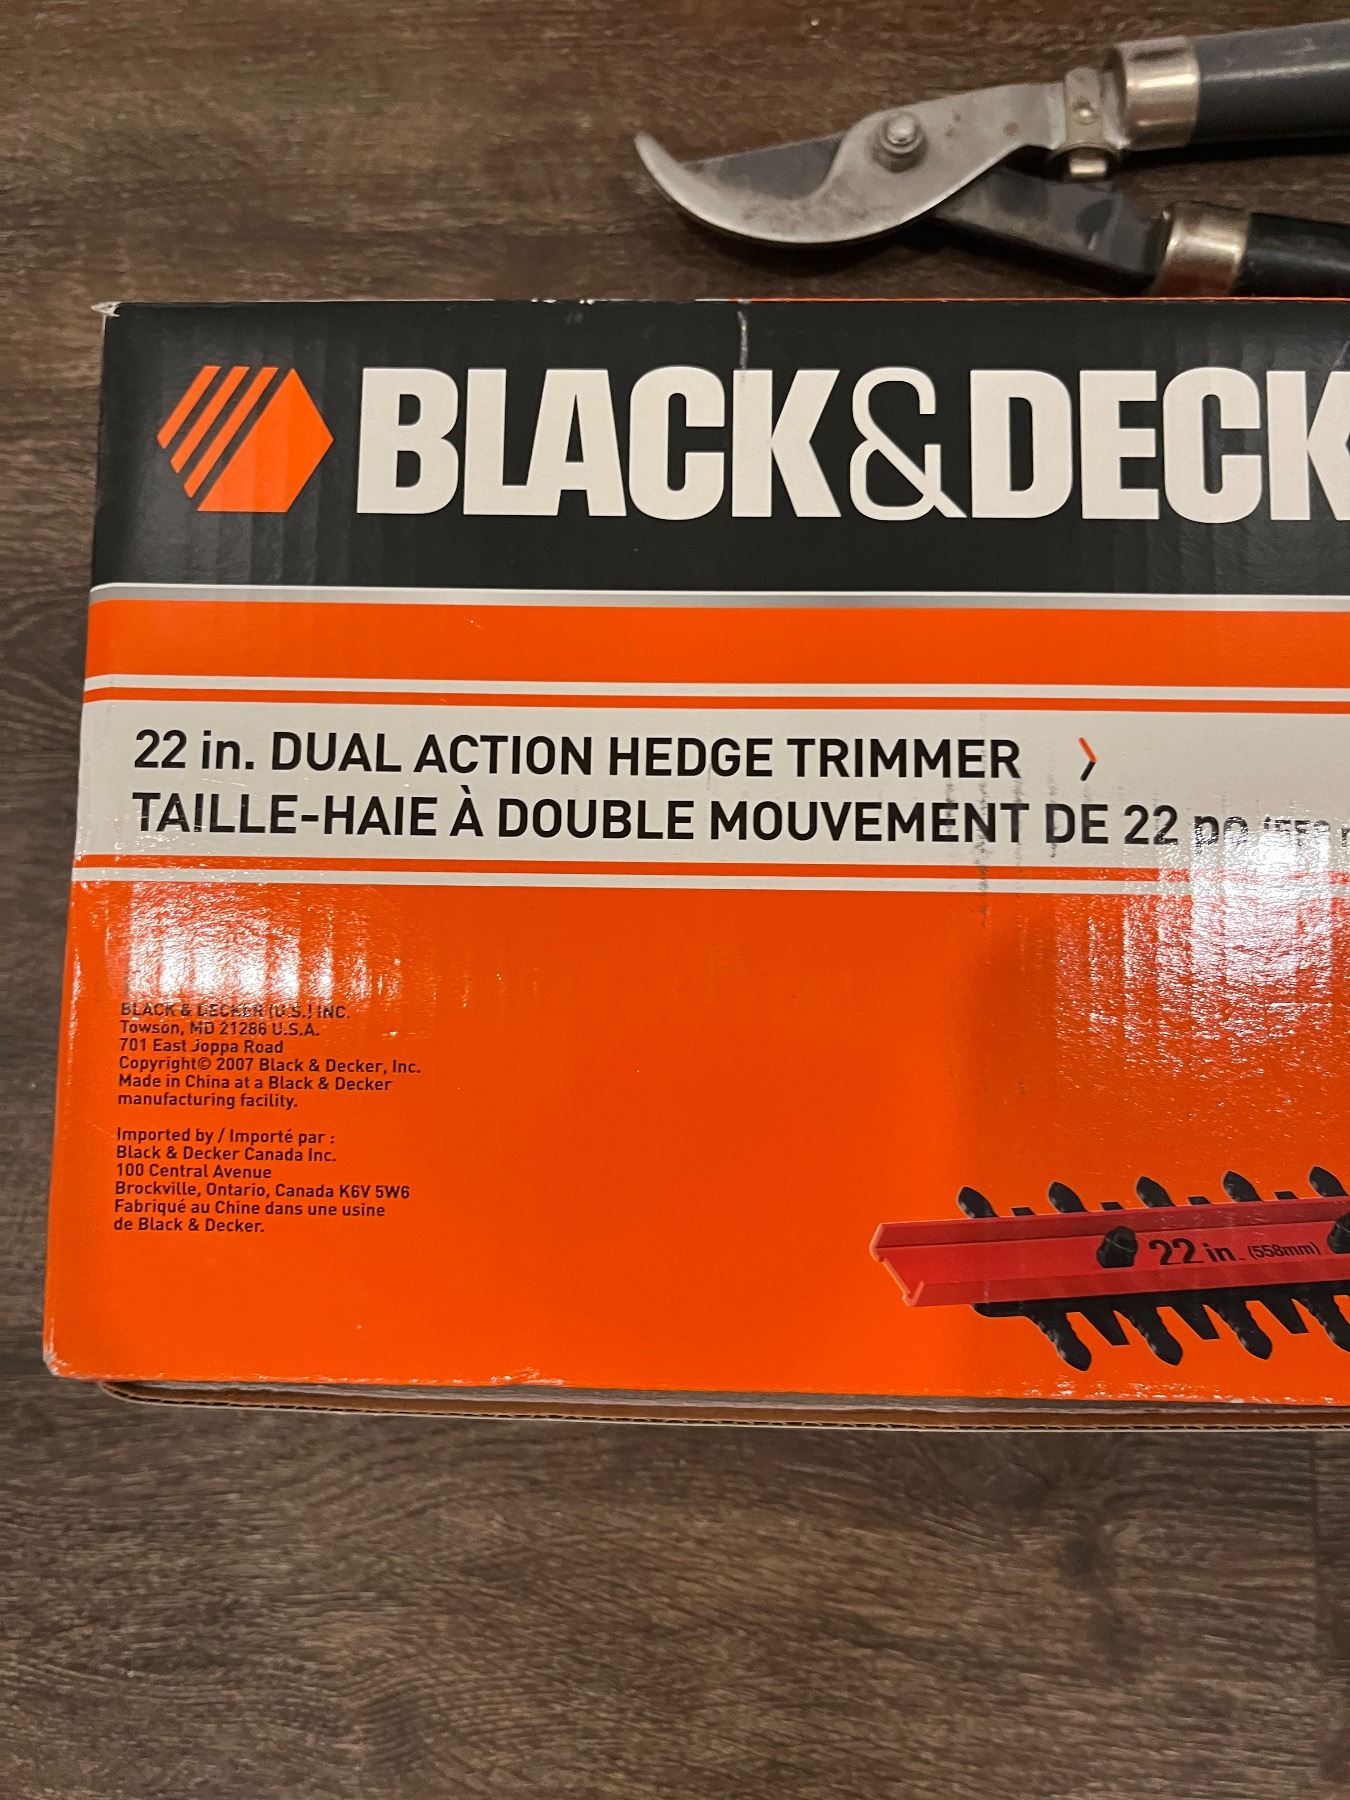 BLACK&DECK
22 in. DUAL ACTION HEDGE TRIMMER
TAILLE-HAIE À DOUBLE MOUVEMENT DE 22 po
BLACK & DECKER (U.S.) INC.
Towson, MD 21286 U.S.A.
701 East Joppa Road
Copyright© 2007 Black & Decker, Inc.
Made in China at a Black & Decker
manufacturing facility.
Imported by / Importé par :
Black & Decker Canada Inc.
100 Central Avenue
Brockville, Ontario, Canada K6V 5W6
Fabriqué au Chine dans une usine
de Black & Decker.
22 in. (558mm)